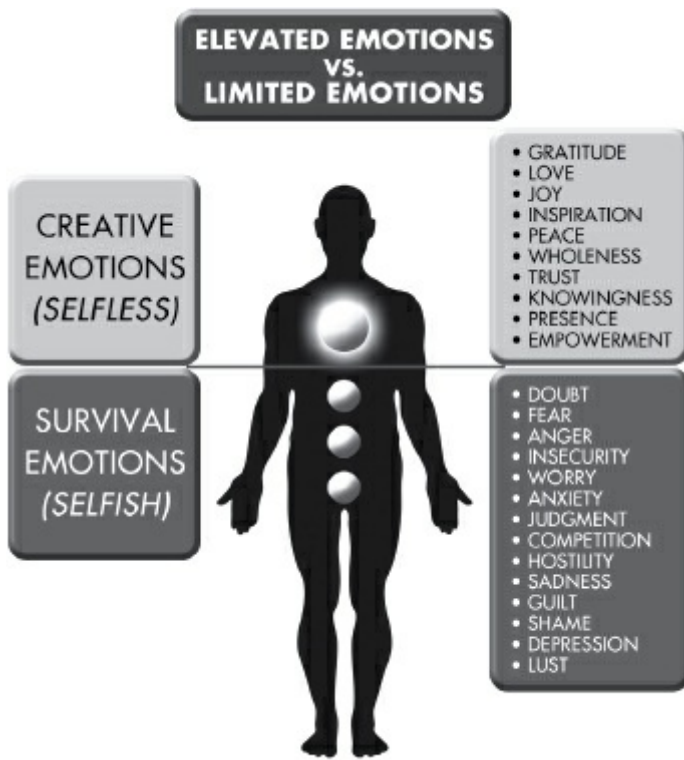 ELEVATED EMOTIONS
VS.
LIMITED EMOTIONS
CREATIVE
EMOTIONS
(SELFLESS)
• GRATITUDE
• LOVE
• JOY
• INSPIRATION
• PEACE
• WHOLENESS
• TRUST
• KNOWINGNESS
• PRESENCE
• EMPOWERMENT
SURVIVAL
EMOTIONS
(SELFISH)
• DOUBT
• FEAR
• ANGER
• INSECURITY
• WORRY
• ANXIETY
• JUDGMENT
• COMPETITION
• HOSTILITY
• SADNESS
• GUILT
• SHAME
• DEPRESSION
• LUST